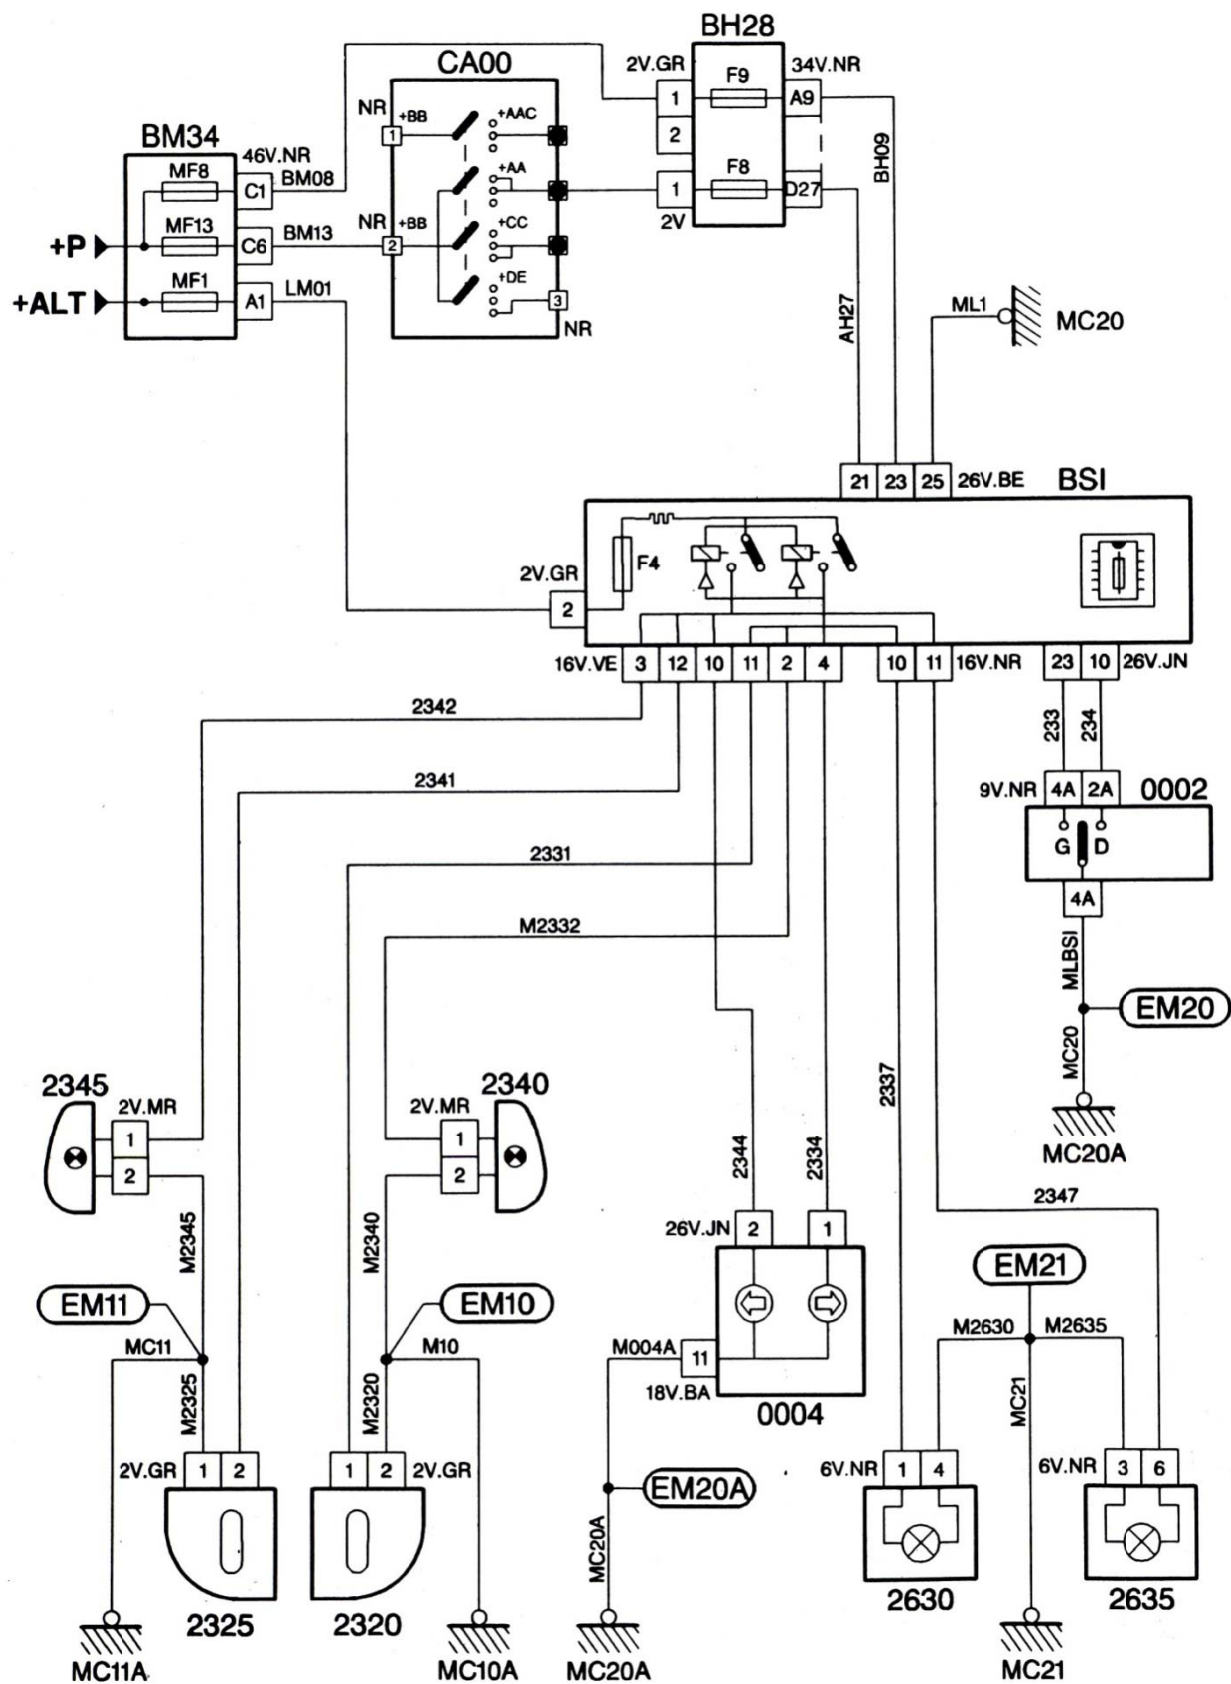 BH28
CA00
2V.GR
34V.NR
F9
1
A9
2
NR
+BB
+AAC
1
BM34
46V.NR
MF8
C1
BM08
+AA
F8
1
D27
2V
BH09
+P
MF13
C6
BM13
NR
+BB
2
+CC
+ALT
MF1
A1
LM01
+DE
3
NR
AH27
ML1
MC20
21
23
25
26V.BE
BSI
F4
2V.GR
2
16V.VE
3
12
10
11
2
4
10
11
16V.NR
23
10
26V.JN
2342
233
234
2341
9V.NR
4A
2A
0002
G
D
2331
4A
M2332
MLBSI
EM20
MC20
2345
2V.MR
1
2
2340
2V.MR
1
2
2337
MC20A
2344
2334
2347
M2345
M2340
26V.JN
2
1
EM21
EM11
EM10
M2630
M2635
MC11
M10
M004A
11
18V.BA
0004
M2325
M2320
MC21
2V.GR
1
2
1
2
2V.GR
6V.NR
1
4
6V.NR
3
6
EM20A
MC20A
2325
2320
2630
2635
MC11A
MC10A
MC20A
MC21